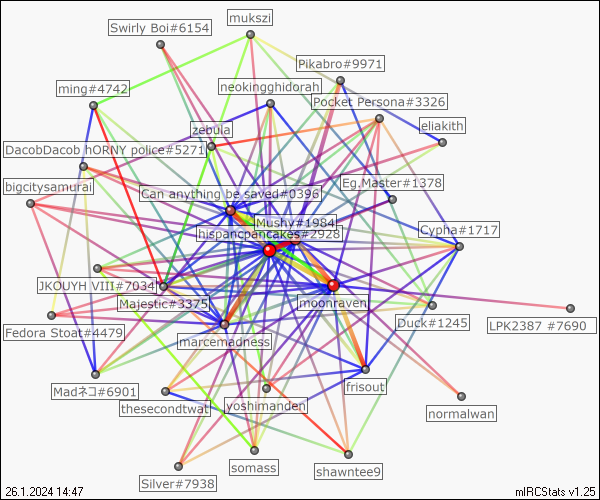 mukszi
Swirly Boi#6154
Pikabro#9971
ming#4742
neokingghidorah
Pocket Persona#3326
eliakith
zebula
DacobDacob hORNY police#5271
Eg.Master#1378
bigcitysamurai
Can anything be saved#0396
Mushy#1984
Cypha#1717
hispancpancakes#2928
JKOUYH VIII#7034
Majestic#3375
moonraven
Duck#1245
LPK2387 #7690
Fedora Stoat#4479
marcemadness
frisout
Madネコ#6901
thesecondtwat
yoshimanden
normalwan
somass
shawntee9
Silver#7938
26.1.2024 14:47
mIRCStats v1.25